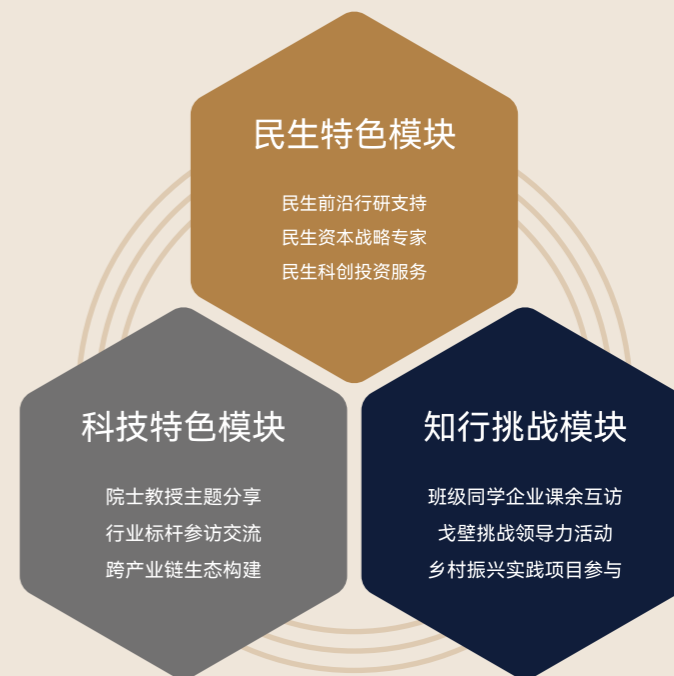 民生特色模块
民生前沿行研支持
民生资本战略专家
民生科创投资服务
科技特色模块
院士教授主题分享
行业标杆参访交流
跨产业链生态构建
知行挑战模块
班级同学企业课余互访
戈壁挑战领导力活动
乡村振兴实践项目参与